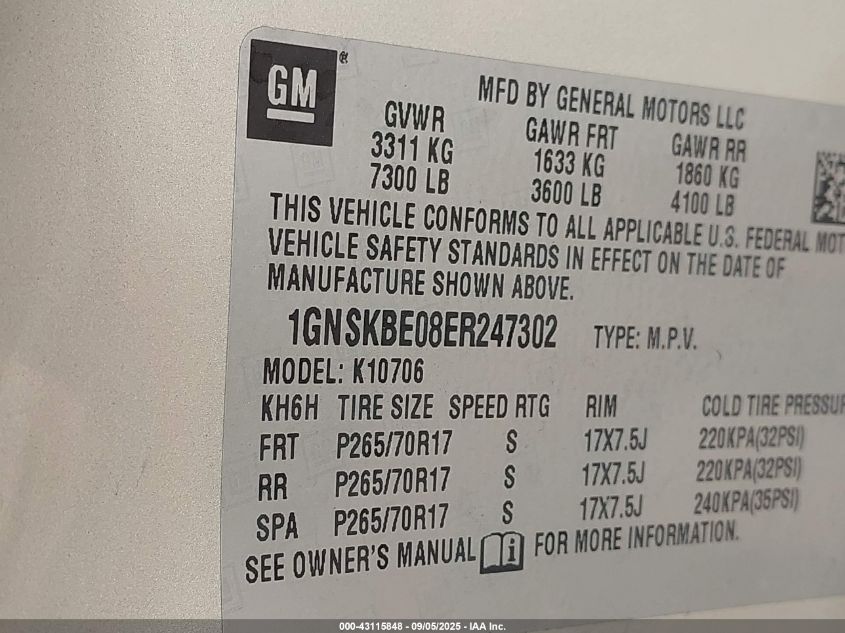 GM®
MFD BY GENERAL MOTORS LLC
GVWR GAWR FRT GAWR RR
3311 KG 1633 KG 1860 KG
7300 LB 3600 LB 4100 LB
THIS VEHICLE CONFORMS TO ALL APPLICABLE U.S. FEDERAL MOT
VEHICLE SAFETY STANDARDS IN EFFECT ON THE DATE OF
MANUFACTURE SHOWN ABOVE.
1GNSKBE08ER247302 TYPE: M.P.V.
MODEL: K10706
KH6H TIRE SIZE SPEED RTG RIM COLD TIRE PRESSUR
FRT P265/70R17 S 17X7.5J 220KPA(32PSI)
RR P265/70R17 S 17X7.5J 220KPA(32PSI)
SPA P265/70R17 S 17X7.5J 240KPA(35PSI)
SEE OWNER'S MANUAL i FOR MORE INFORMATION.
000-43115848 - 09/05/2025 - IAA Inc.